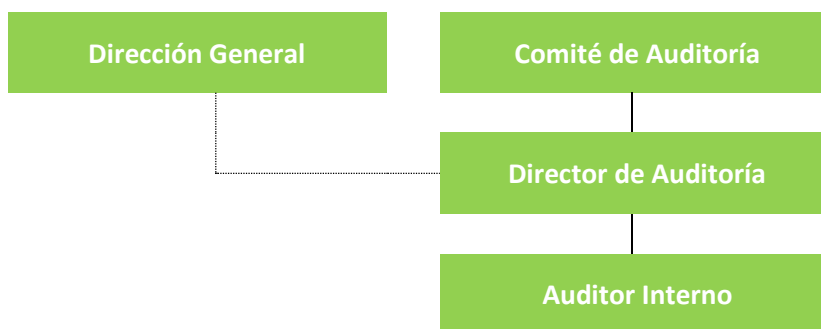 Dirección General
Comité de Auditoría
Director de Auditoría
Auditor Interno